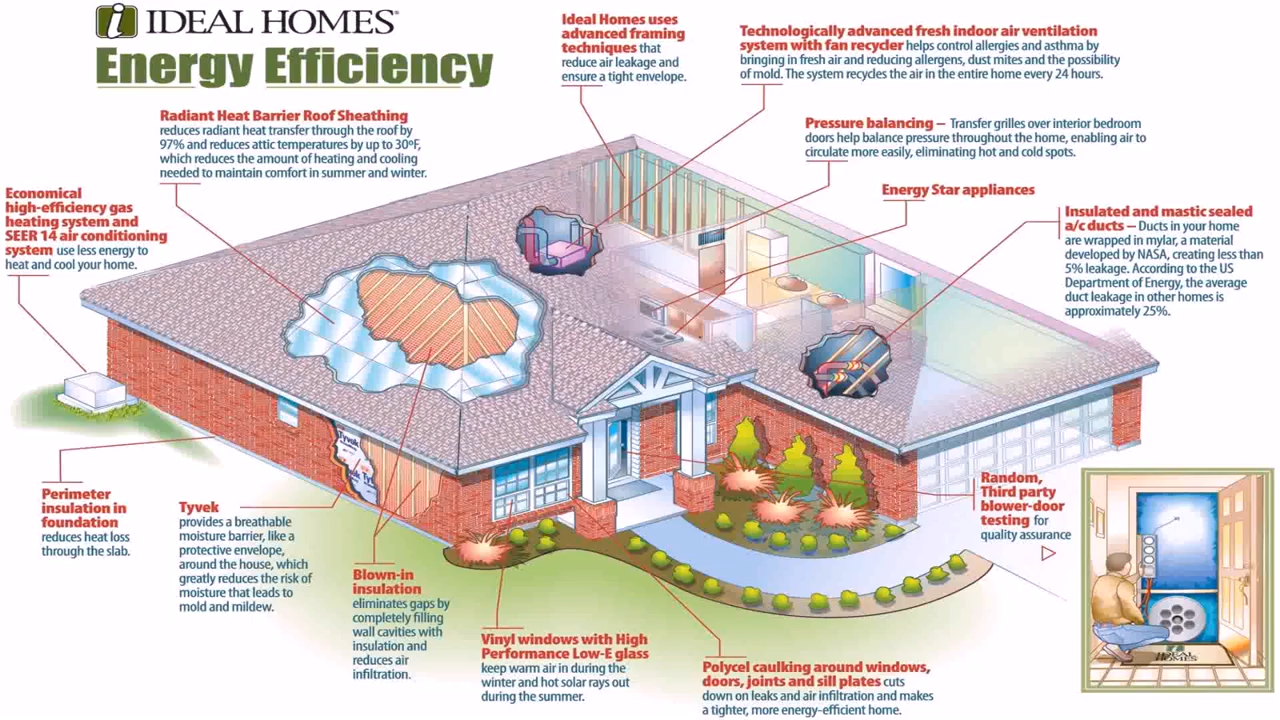 i IDEAL HOMES®
Energy Efficiency
Ideal Homes uses
advanced framing
techniques that
reduce air leakage and
ensure a tight envelope.
Technologically advanced fresh indoor air ventilation
system with fan recycler helps control allergies and asthma by
bringing in fresh air and reducing allergens, dust mites and the possibility
of mold. The system recycles the air in the entire home every 24 hours.
Radiant Heat Barrier Roof Sheathing
reduces radiant heat transfer through the roof by
97% and reduces attic temperatures by up to 30ºF,
which reduces the amount of heating and cooling
needed to maintain comfort in summer and winter.
Pressure balancing — Transfer grilles over interior bedroom
doors help balance pressure throughout the home, enabling air to
circulate more easily, eliminating hot and cold spots.
Energy Star appliances
Economical
high-efficiency gas
heating system and
SEER 14 air conditioning
system use less energy to
heat and cool your home.
Insulated and mastic sealed
a/c ducts — Ducts in your home
are wrapped in mylar, a material
developed by NASA, creating less than
5% leakage. According to the US
Department of Energy, the average
duct leakage in other homes is
approximately 25%.
Tyvek
Perimeter
insulation in
foundation
reduces heat loss
through the slab.
Tyvek
provides a breathable
moisture barrier, like a
protective envelope,
around the house, which
greatly reduces the risk of
moisture that leads to
mold and mildew.
Blown-in
insulation
eliminates gaps by
completely filling
wall cavities with
insulation and
reduces air
infiltration.
Vinyl windows with High
Performance Low-E glass
keep warm air in during the
winter and hot solar rays out
during the summer.
Polycel caulking around windows,
doors, joints and sill plates cuts
down on leaks and air infiltration and makes
a tighter, more energy-efficient home.
Random,
Third party
blower-door
testing for
quality assurance
IDEAL
HOMES